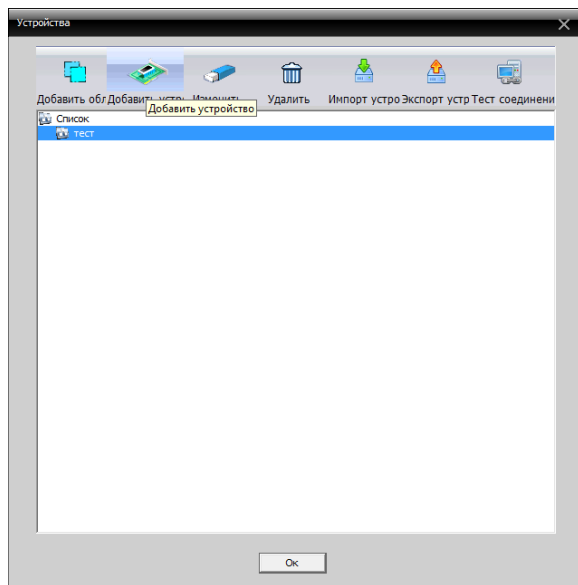 Устройства
Добавить обл Добавить устр Изменить Удалить Импорт устро Экспорт устр Тест соединени
Добавить устройство
Список
тест
Ок